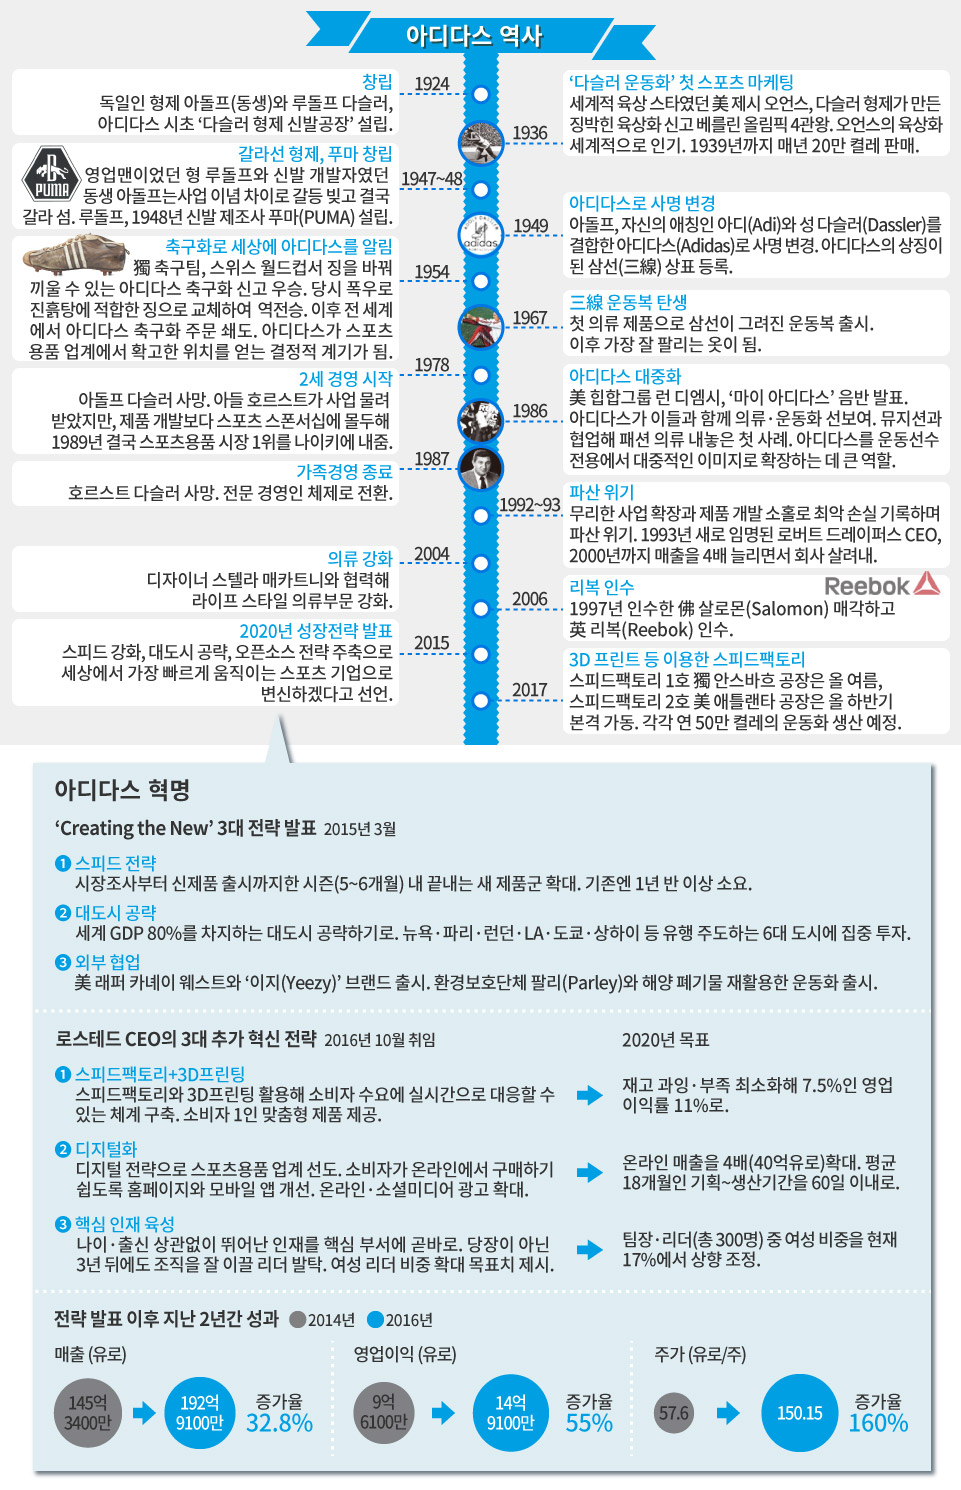 아디다스 역사
1924
창립
독일인 형제 아돌프(동생)와 루돌프 다슬러,
아디다스 시초 ‘다슬러 형제 신발공장’ 설립.
1936
‘다슬러 운동화’ 첫 스포츠 마케팅
세계적 육상 스타였던 美 제시 오언스, 다슬러 형제가 만든
징박힌 육상화 신고 베를린 올림픽 4관왕. 오언스의 육상화
세계적으로 인기. 1939년까지 매년 20만 켤레 판매.
1947~48
갈라선 형제, 푸마 창립
PUMA
영업맨이었던 형 루돌프와 신발 개발자였던
동생 아돌프는사업 이념 차이로 갈등 빚고 결국
갈라 섬. 루돌프, 1948년 신발 제조사 푸마(PUMA) 설립.
1949
adidas
아디다스로 사명 변경
아돌프, 자신의 애칭인 아디(Adi)와 성 다슬러(Dassler)를
결합한 아디다스(Adidas)로 사명 변경. 아디다스의 상징이
된 삼선(三線) 상표 등록.
1954
축구화로 세상에 아디다스를 알림
獨 축구팀, 스위스 월드컵서 징을 바꿔
끼울 수 있는 아디다스 축구화 신고 우승. 당시 폭우로
진흙탕에 적합한 징으로 교체하여 역전승. 이후 전 세계
에서 아디다스 축구화 주문 쇄도. 아디다스가 스포츠
용품 업계에서 확고한 위치를 얻는 결정적 계기가 됨.
1967
三線 운동복 탄생
첫 의류 제품으로 삼선이 그려진 운동복 출시.
이후 가장 잘 팔리는 옷이 됨.
1978
2세 경영 시작
아돌프 다슬러 사망. 아들 호르스트가 사업 물려
받았지만, 제품 개발보다 스포츠 스폰서십에 몰두해
1989년 결국 스포츠용품 시장 1위를 나이키에 내줌.
1986
아디다스 대중화
美 힙합그룹 런 디엠시, ‘마이 아디다스’ 음반 발표.
아디다스가 이들과 함께 의류·운동화 선보여. 뮤지션과
협업해 패션 의류 내놓은 첫 사례. 아디다스를 운동선수
전용에서 대중적인 이미지로 확장하는 데 큰 역할.
1987
가족경영 종료
호르스트 다슬러 사망. 전문 경영인 체제로 전환.
1992~93
파산 위기
무리한 사업 확장과 제품 개발 소홀로 최악 손실 기록하며
파산 위기. 1993년 새로 임명된 로버트 드레이퍼스 CEO,
2000년까지 매출을 4배 늘리면서 회사 살려내.
2004
의류 강화
디자이너 스텔라 매카트니와 협력해
라이프 스타일 의류부문 강화.
2006
리복 인수
Reebok
1997년 인수한 佛 살로몬(Salomon) 매각하고
英 리복(Reebok) 인수.
2015
2020년 성장전략 발표
스피드 강화, 대도시 공략, 오픈소스 전략 주축으로
세상에서 가장 빠르게 움직이는 스포츠 기업으로
변신하겠다고 선언.
2017
3D 프린트 등 이용한 스피드팩토리
스피드팩토리 1호 獨 안스바흐 공장은 올 여름,
스피드팩토리 2호 美 애틀랜타 공장은 올 하반기
본격 가동. 각각 연 50만 켤레의 운동화 생산 예정.
아디다스 혁명
‘Creating the New’ 3대 전략 발표 2015년 3월
1 스피드 전략
시장조사부터 신제품 출시까지한 시즌(5~6개월) 내 끝내는 새 제품군 확대. 기존엔 1년 반 이상 소요.
2 대도시 공략
세계 GDP 80%를 차지하는 대도시 공략하기로. 뉴욕·파리·런던·LA·도쿄·상하이 등 유행 주도하는 6대 도시에 집중 투자.
3 외부 협업
美 래퍼 카녜이 웨스트와 ‘이지(Yeezy)’ 브랜드 출시. 환경보호단체 팔리(Parley)와 해양 폐기물 재활용한 운동화 출시.
로스테드 CEO의 3대 추가 혁신 전략 2016년 10월 취임
2020년 목표
1 스피드팩토리+3D프린팅
스피드팩토리와 3D프린팅 활용해 소비자 수요에 실시간으로 대응할 수
있는 체계 구축. 소비자 1인 맞춤형 제품 제공.
재고 과잉·부족 최소화해 7.5%인 영업
이익률 11%로.
2 디지털화
디지털 전략으로 스포츠용품 업계 선도. 소비자가 온라인에서 구매하기
쉽도록 홈페이지와 모바일 앱 개선. 온라인·소셜미디어 광고 확대.
온라인 매출을 4배(40억유로)확대. 평균
18개월인 기획~생산기간을 60일 이내로.
3 핵심 인재 육성
나이·출신 상관없이 뛰어난 인재를 핵심 부서에 곧바로. 당장이 아닌
3년 뒤에도 조직을 잘 이끌 리더 발탁. 여성 리더 비중 확대 목표치 제시.
팀장·리더(총 300명) 중 여성 비중을 현재
17%에서 상향 조정.
전략 발표 이후 지난 2년간 성과 2014년 2016년
매출 (유로)
145억
3400만
192억
9100만
증가율
32.8%
영업이익 (유로)
9억
6100만
14억
9100만
증가율
55%
주가 (유로/주)
57.6
150.15
증가율
160%